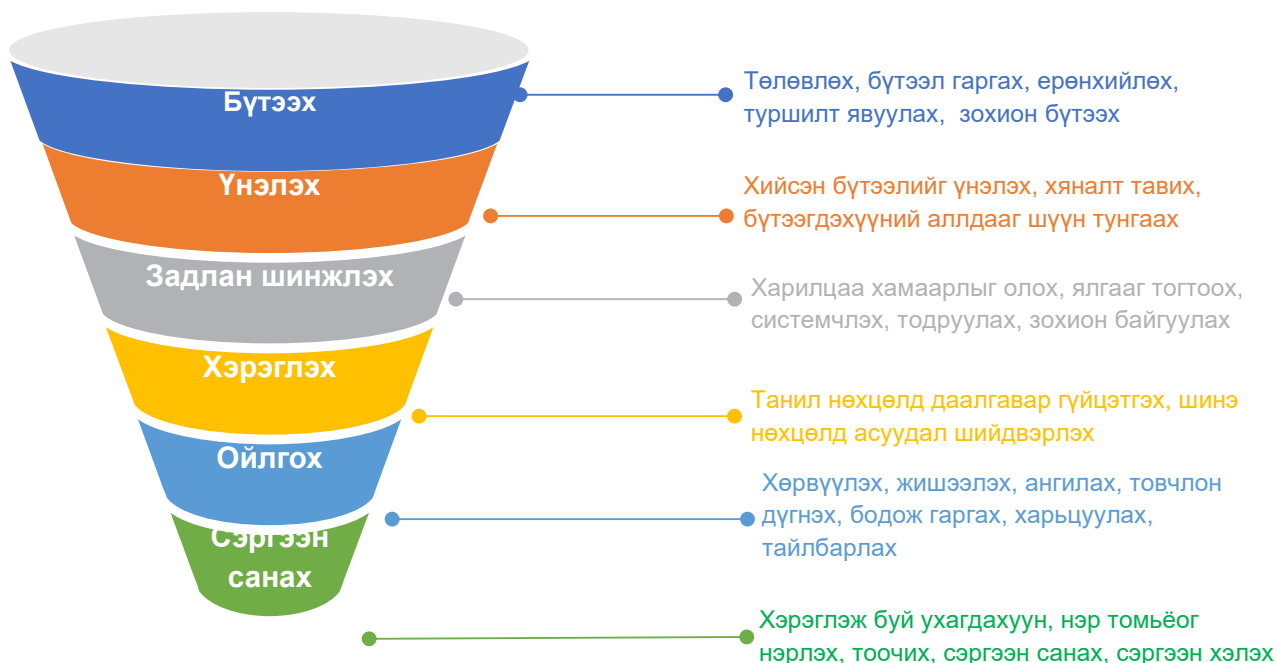 Бүтээх
Төлөвлөх, бүтээл гаргах, ерөнхийлөх,
туршилт явуулах,  зохион бүтээх
Үнэлэх
Хийсэн бүтээлийг үнэлэх, хяналт тавих,
бүтээгдэхүүний аллдааг шүүн тунгаах
Задлан шинжлэх
Харилцаа хамаарлыг олох, ялгааг тогтоох,
системчлэх, тодруулах, зохион байгуулах
Хэрэглэх
Танил нөхцөлд даалгавар гүйцэтгэх, шинэ
нөхцөлд асуудал шийдвэрлэх
Ойлгох
Хөрвүүлэх, жишээлэх, ангилах, товчлон
дүгнэх, бодож гаргах, харьцуулах,
тайлбарлах
Сэргээн
санах
Хэрэглэж буй ухагдахуун, нэр томьёог
нэрлэх, тоочих, сэргээн санах, сэргээн хэлэх